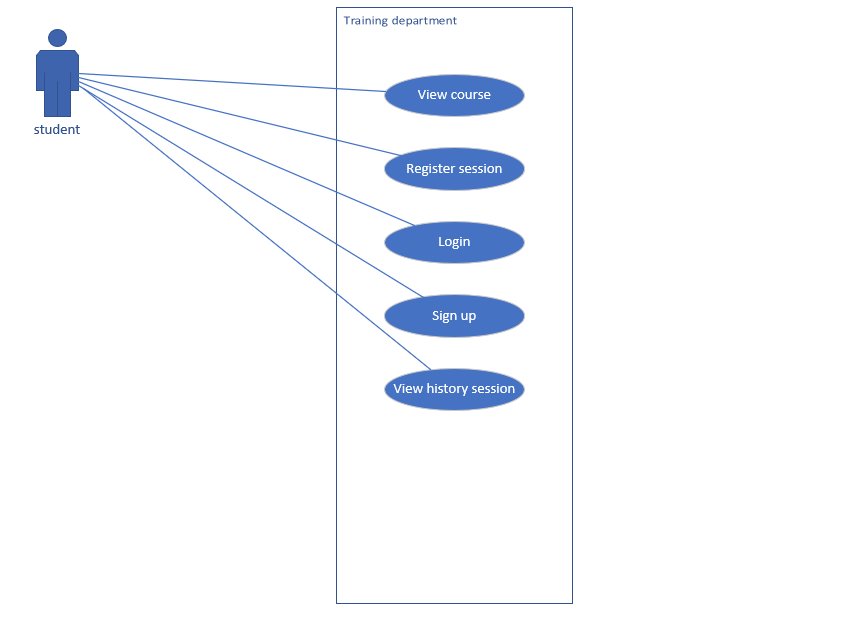 Training department
student
View course
Register session
Login
Sign up
View history session